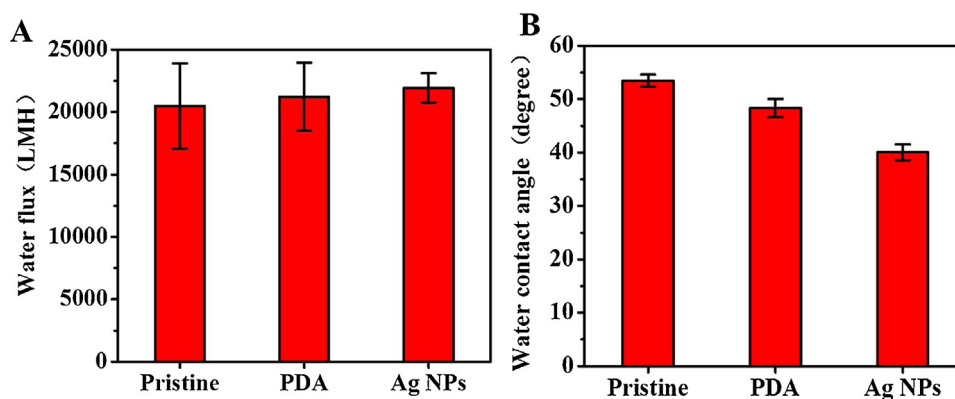 A
Water flux (LMH)
25000
20000
15000
10000
5000
0
Pristine PDA Ag NPs
B
Water contact angle (degree)
60
50
40
30
20
10
0
Pristine PDA Ag NPs